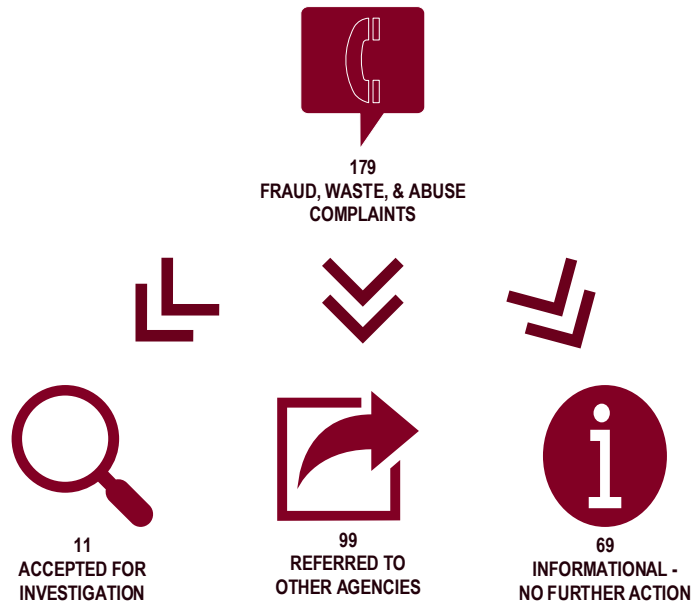 179
FRAUD, WASTE, & ABUSE
COMPLAINTS
11
ACCEPTED FOR
INVESTIGATION
99
REFERRED TO
OTHER AGENCIES
69
INFORMATIONAL -
NO FURTHER ACTION